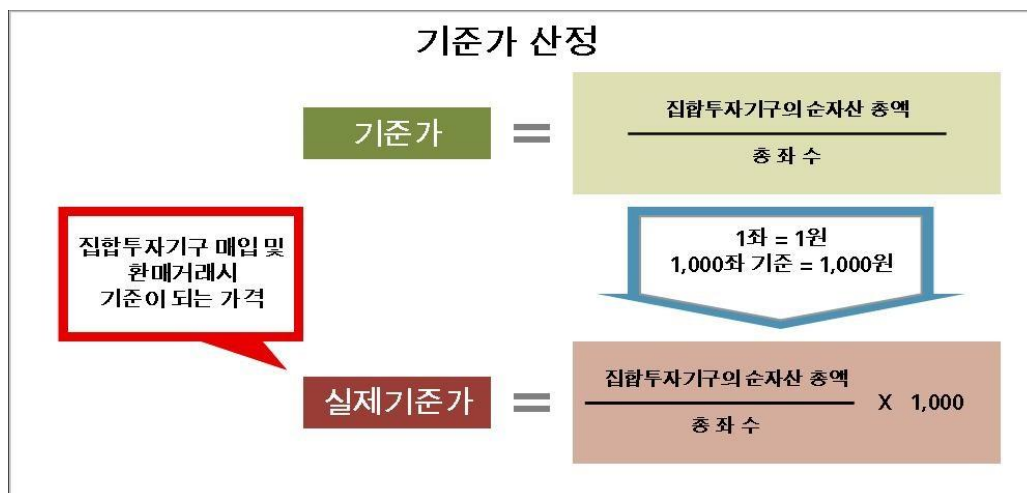 기준가 산정
기준가 = 집합투자기구의 순자산 총액
총 좌 수
집합투자기구 매입 및
환매거래시
기준이 되는 가격
1좌 = 1원
1,000좌 기준 = 1,000원
실제기준가 = 집합투자기구의 순자산 총액
총 좌 수
X 1,000